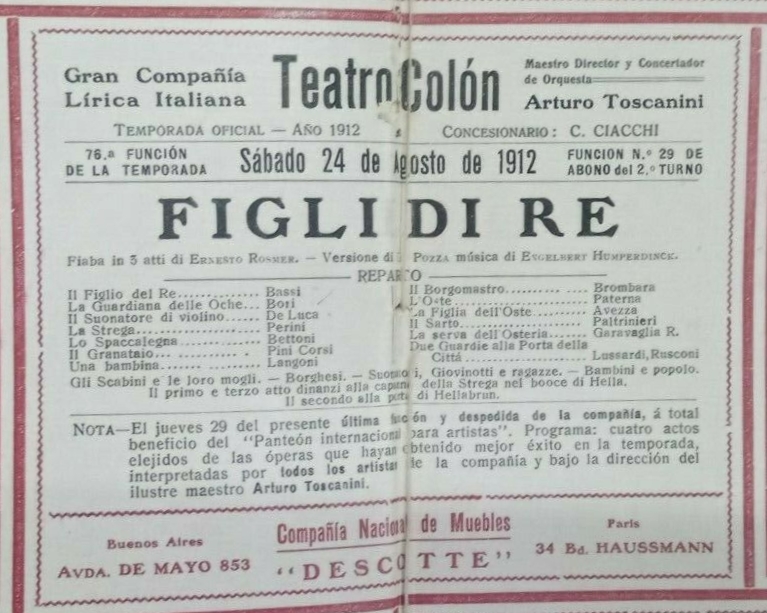 Gran Compañía
Lírica Italiana
Teatro Colón
Maestro Director y Concertador
de Orquesta
Arturo Toscanini
TEMPORADA OFICIAL — AÑO 1912
CONCESIONARIO: C. CIACCHI
76.ª FUNCIÓN
DE LA TEMPORADA
Sábado 24 de Agosto de 1912
FUNCION N.º 29 DE
ABONO del 2.º TURNO
FIGLI DI RE
Fiaba in 3 atti di ERNESTO ROSMER. — Versione di POZZA música di ENGELBERT HUMPERDINCK.
REPARTO
Il Figlio del Re............. Bassi
La Guardiana delle Oche... Bori
Il Suonatore di violino...... De Luca
La Strega..................... Perini
Lo Spaccalegna............. Bettoni
Il Granataio.... ... ... . Pini Corsi
Una bambina................ Langoni
Il Borgomastro........... .... Brombara
L'Oste......................... Paterna
La Figlia dell'Oste........... Avezza
Il Sarto........................ Paltrinieri
La serva dell'Osteria........ Garavaglia R.
Due Guardie alla Porta della
Cittá ........................ Lussardi, Rusconi
Gli Scabini e le loro mogli. — Borghesi. — Suonatori, Giovinotti e ragazze. — Bambini e popolo.
Il primo e terzo atto dinanzi alla capanna della Strega nel booce di Hella.
Il secondo alla porta di Hellabrun.
NOTA—El jueves 29 del presente última función y despedida de la compañía, á total
beneficio del "Panteón internacional para artistas". Programa: cuatro actos
elejidos de las óperas que hayan obtenido mejor éxito en la temporada,
interpretadas por todos los artistas de la compañía y bajo la dirección del
ilustre maestro Arturo Toscanini.
Buenos Aires
AVDA. DE MAYO 853
Compañía Nacional de Muebles
"DESCOTTE"
Paris
34 Bd. HAUSSMANN